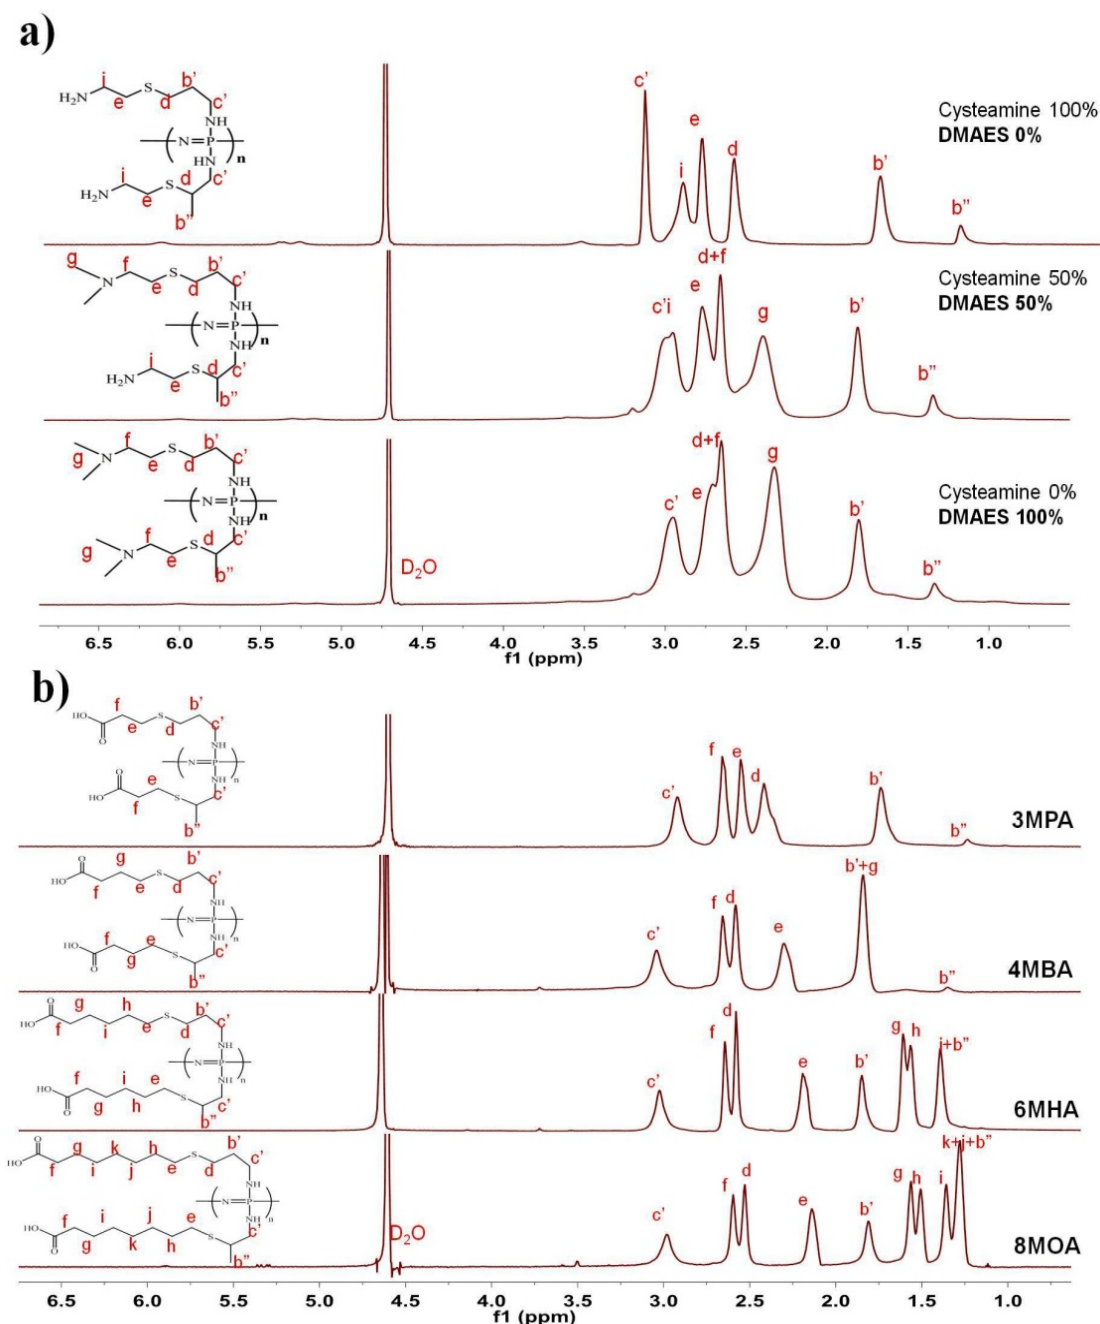 a)
i
b'
H₂N
e
S
d
c'
NH
N=P
n
HN
i
d
c'
H₂N
e
S
b"
c'
i
e
d
b'
b"
Cysteamine 100%
DMAES 0%
g
f
S
b'
N
e
d
c'
NH
N=P
n
NH
i
S
d
c'
H₂N
e
b"
c'i
e
d+f
g
b'
b"
Cysteamine 50%
DMAES 50%
g
f
S
b'
N
e
d
c'
NH
N=P
n
NH
g
f
S
d
c'
N
e
b"
D₂O
c'
e
d+f
g
b'
b"
Cysteamine 0%
DMAES 100%
6.5 6.0 5.5 5.0 4.5 4.0 3.5 3.0 2.5 2.0 1.5 1.0
f1 (ppm)
b)
f
b'
HO
S
c'
O
e
d
NH
N=P
n
NH
O
e
c'
HO
f
S
b"
c'
f
e
d
b'
b"
3MPA
O
g
S
b'
HO
f
e
d
c'
NH
N=P
n
NH
f
e
c'
HO
O
g
S
b"
c'
f
d
e
b'+g
b"
4MBA
O
g
h
S
b'
HO
f
i
e
d
c'
NH
N=P
n
NH
f
i
e
c'
HO
O
g
h
S
b"
c'
f
d
e
b'
g
h
i+b"
6MHA
O
g
k
h
S
b'
HO
f
i
j
e
d
c'
NH
N=P
n
NH
f
i
j
e
c'
HO
O
g
k
h
S
b"
D₂O
c'
f
d
e
b'
g
h
i
k+j+b"
8MOA
6.5 6.0 5.5 5.0 4.5 4.0 3.5 3.0 2.5 2.0 1.5 1.0
f1 (ppm)